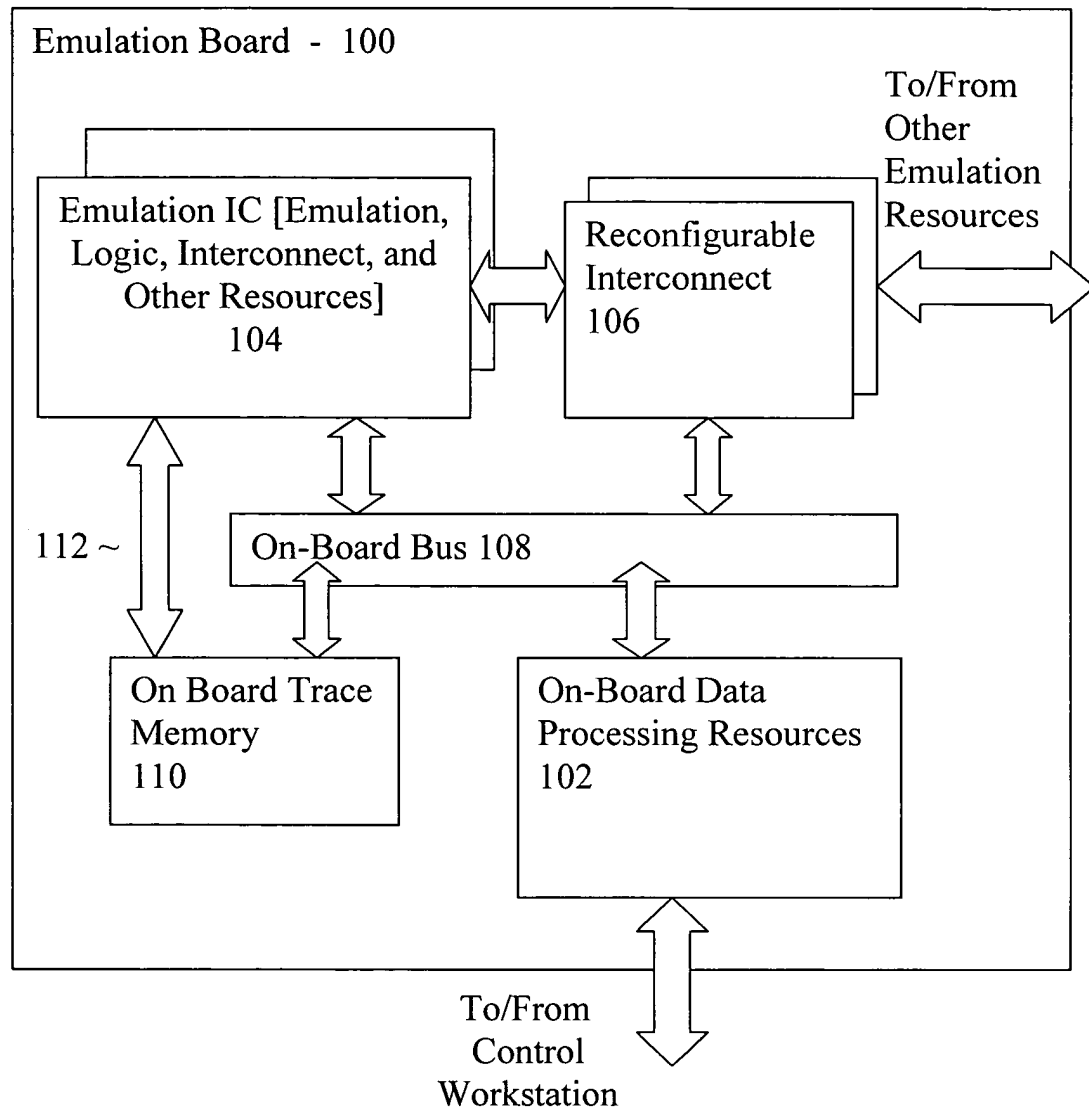 Emulation Board - 100
To/From
Other
Emulation
Resources
Emulation IC [Emulation,
Logic, Interconnect, and
Other Resources]
104
Reconfigurable
Interconnect
106
112 ~
On-Board Bus 108
On Board Trace
Memory
110
On-Board Data
Processing Resources
102
To/From
Control
Workstation